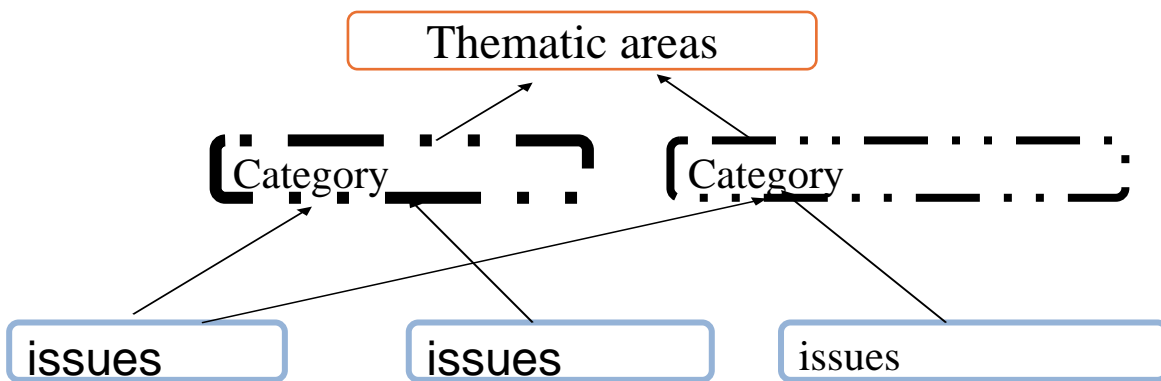 Thematic areas
Category
Category
issues
issues
issues